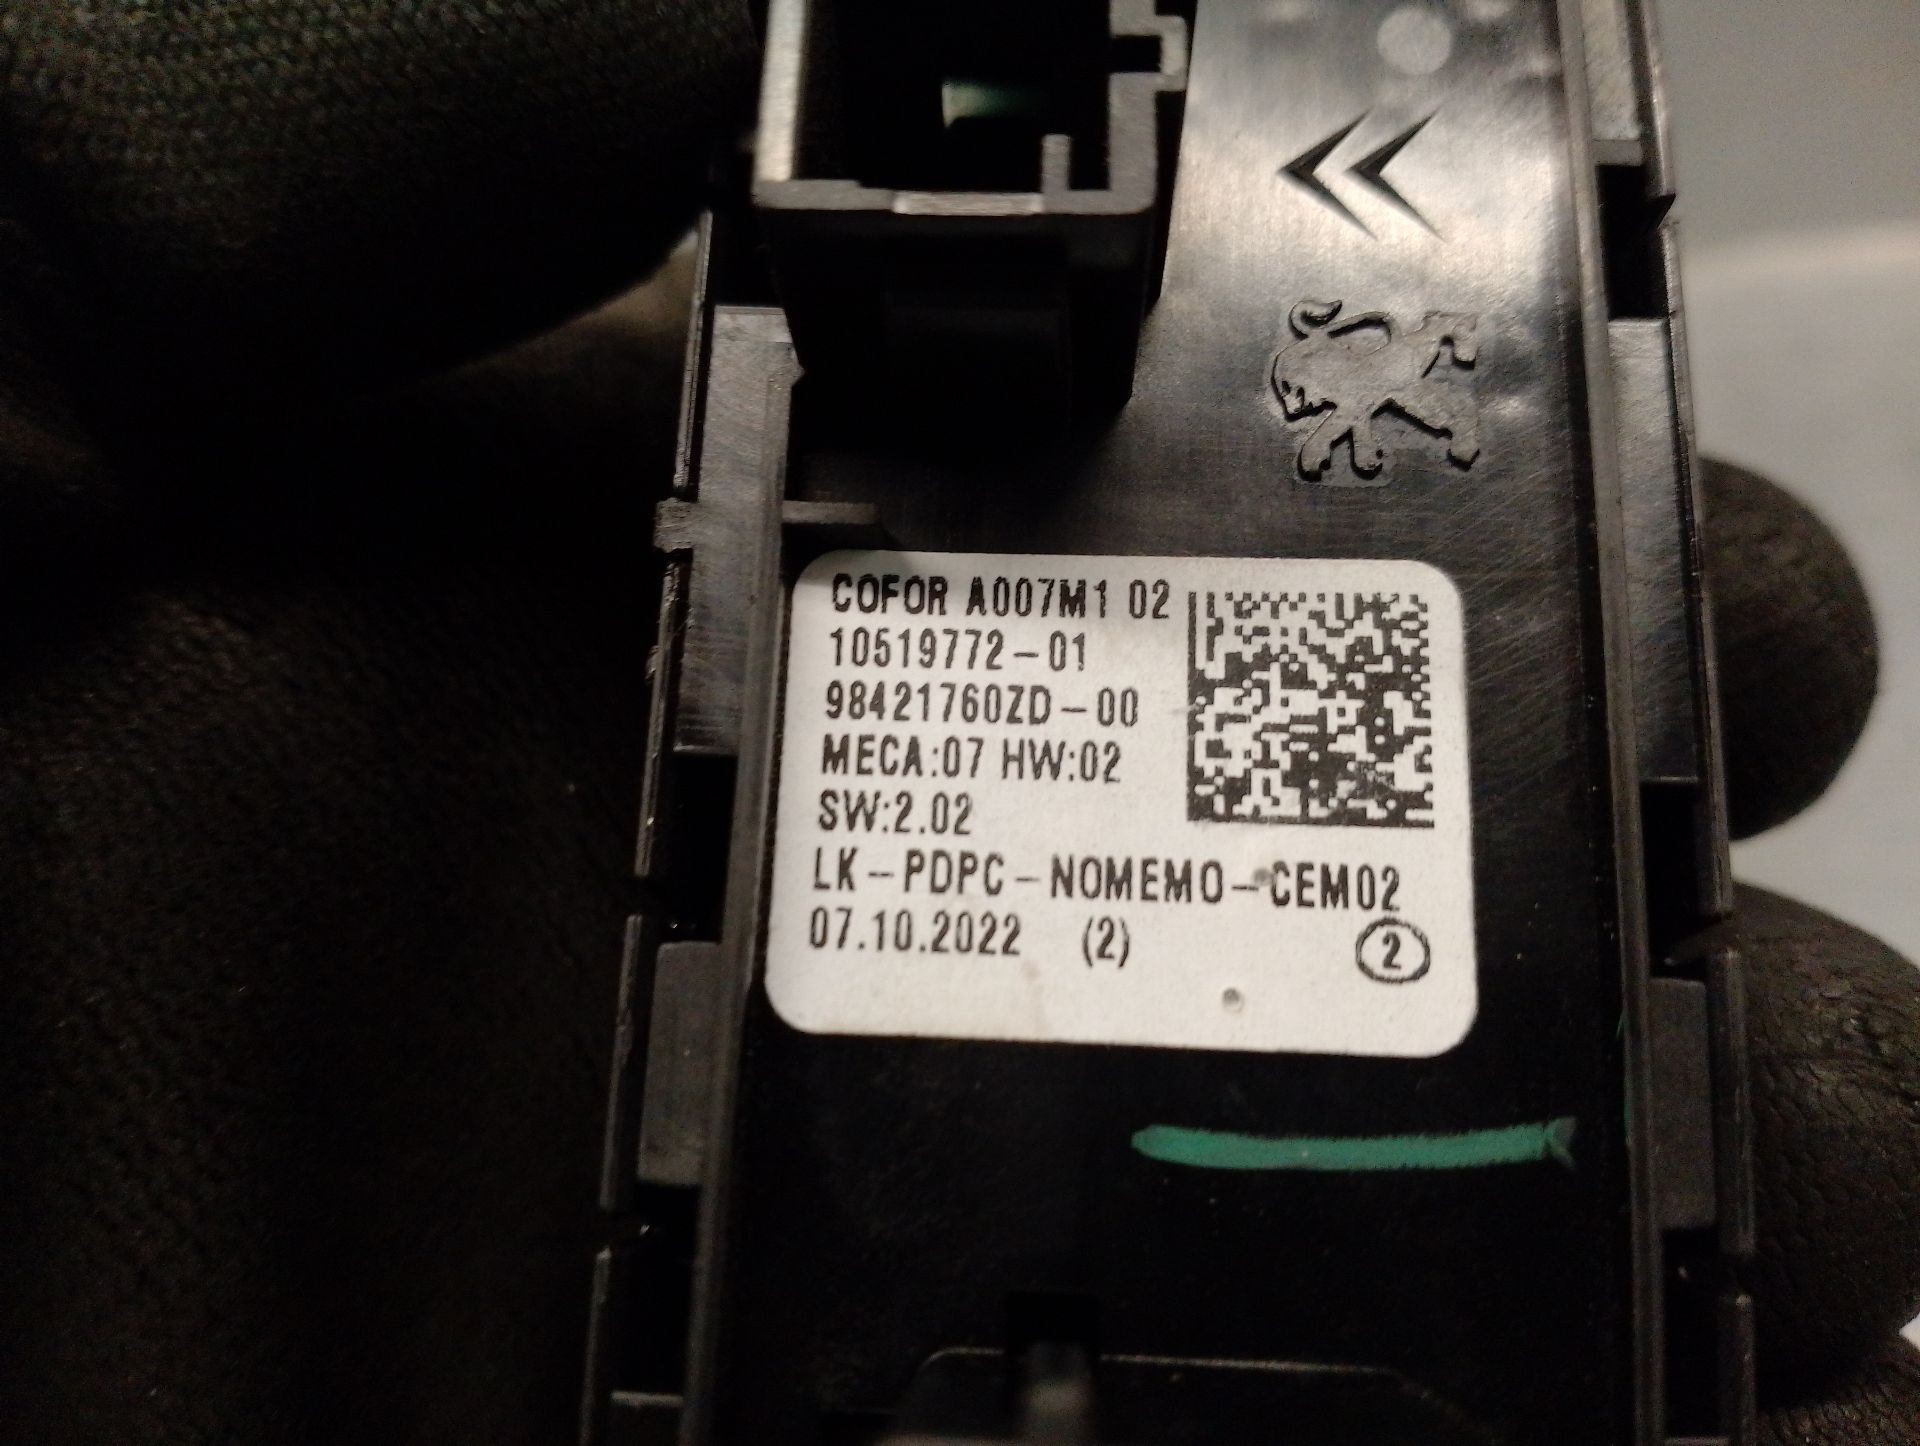 COFOR A007M1 02
10519772-01
98421760ZD-00
MECA:07 HW:02
SW:2.02
LK-PDPC-NOMEMO-CEM02
07.10.2022 (2) 2